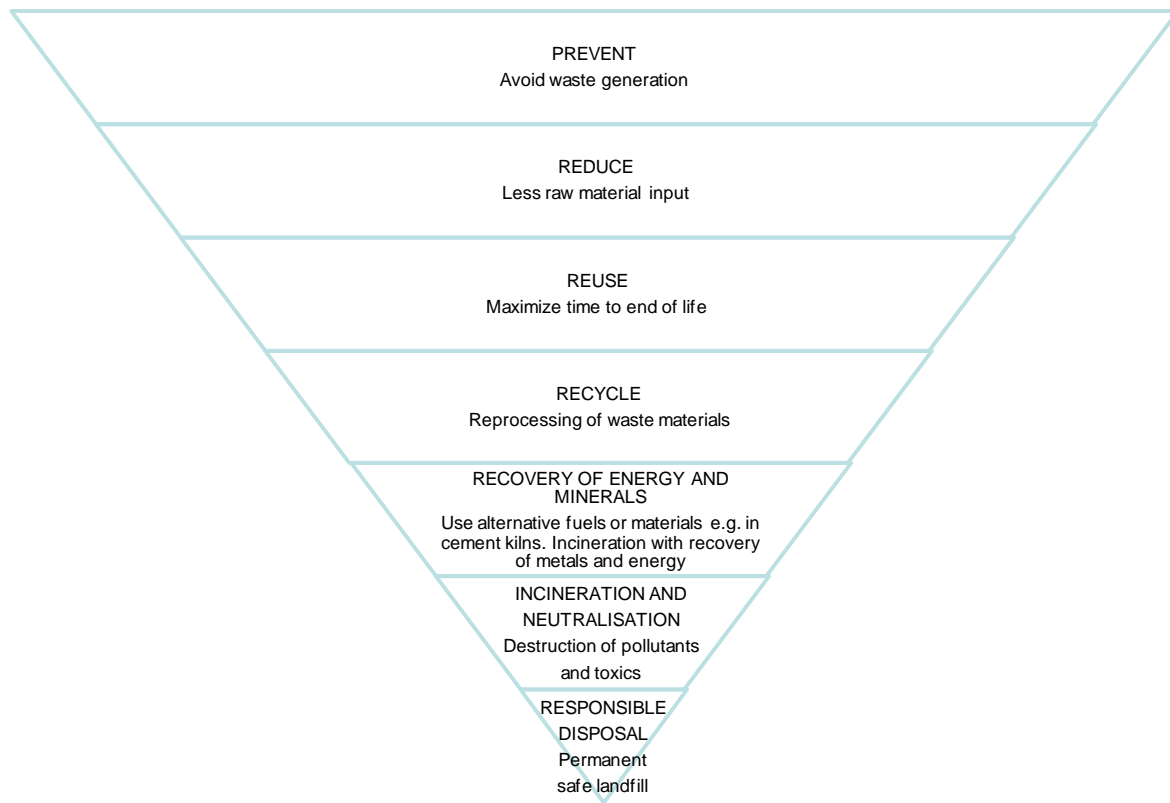 PREVENT
Avoid waste generation
REDUCE
Less raw material input
REUSE
Maximize time to end of life
RECYCLE
Reprocessing of waste materials
RECOVERY OF ENERGY AND
MINERALS
Use alternative fuels or materials e.g. in
cement kilns. Incineration with recovery
of metals and energy
INCINERATION AND
NEUTRALISATION
Destruction of pollutants
and toxics
RESPONSIBLE
DISPOSAL
Permanent
safe landfill